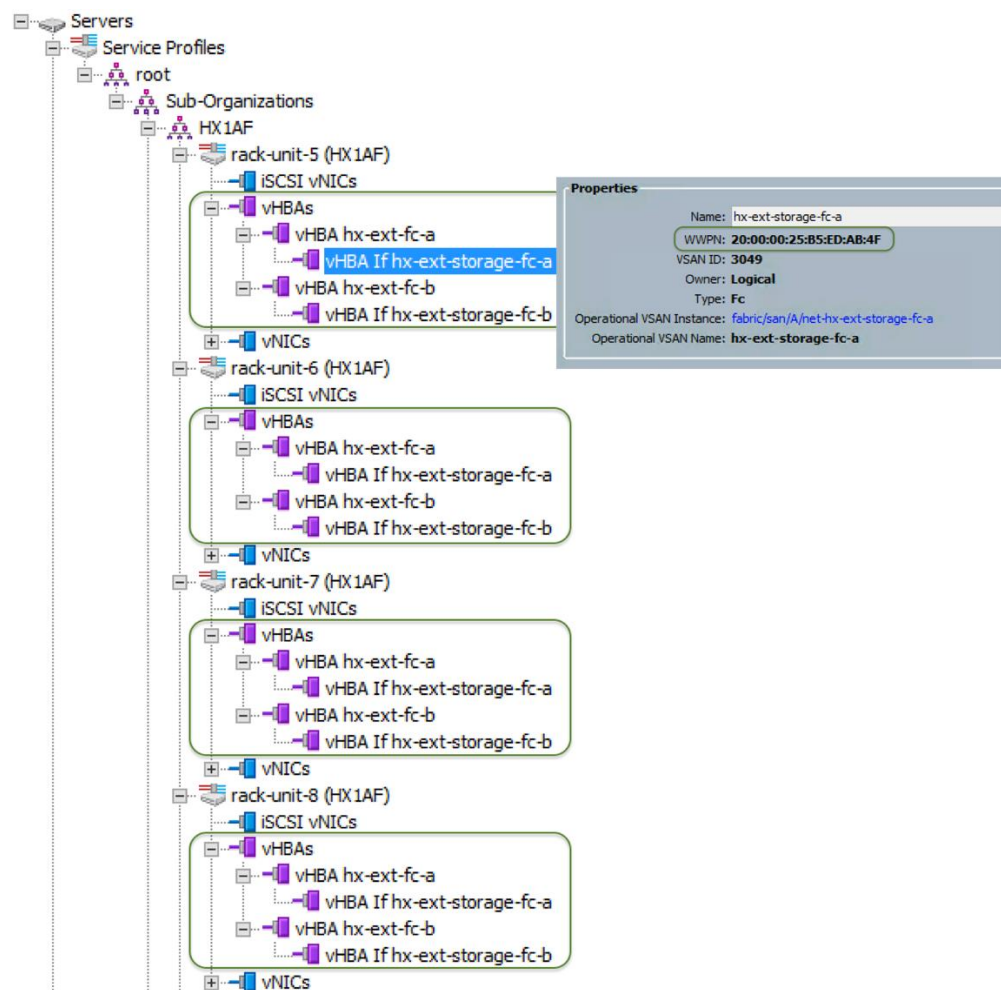 Servers
Service Profiles
root
Sub-Organizations
HX1AF
rack-unit-5 (HX1AF)
iSCSI vNICs
vHBAs
vHBA hx-ext-fc-a
vHBA If hx-ext-storage-fc-a
vHBA hx-ext-fc-b
vHBA If hx-ext-storage-fc-b
vNICs
Properties
Name: hx-ext-storage-fc-a
WWPN: 20:00:00:25:B5:ED:AB:4F
VSAN ID: 3049
Owner: Logical
Type: Fc
Operational VSAN Instance: fabric/san/A/net-hx-ext-storage-fc-a
Operational VSAN Name: hx-ext-storage-fc-a
rack-unit-6 (HX1AF)
iSCSI vNICs
vHBAs
vHBA hx-ext-fc-a
vHBA If hx-ext-storage-fc-a
vHBA hx-ext-fc-b
vHBA If hx-ext-storage-fc-b
vNICs
rack-unit-7 (HX1AF)
iSCSI vNICs
vHBAs
vHBA hx-ext-fc-a
vHBA If hx-ext-storage-fc-a
vHBA hx-ext-fc-b
vHBA If hx-ext-storage-fc-b
vNICs
rack-unit-8 (HX1AF)
iSCSI vNICs
vHBAs
vHBA hx-ext-fc-a
vHBA If hx-ext-storage-fc-a
vHBA hx-ext-fc-b
vHBA If hx-ext-storage-fc-b
vNICs